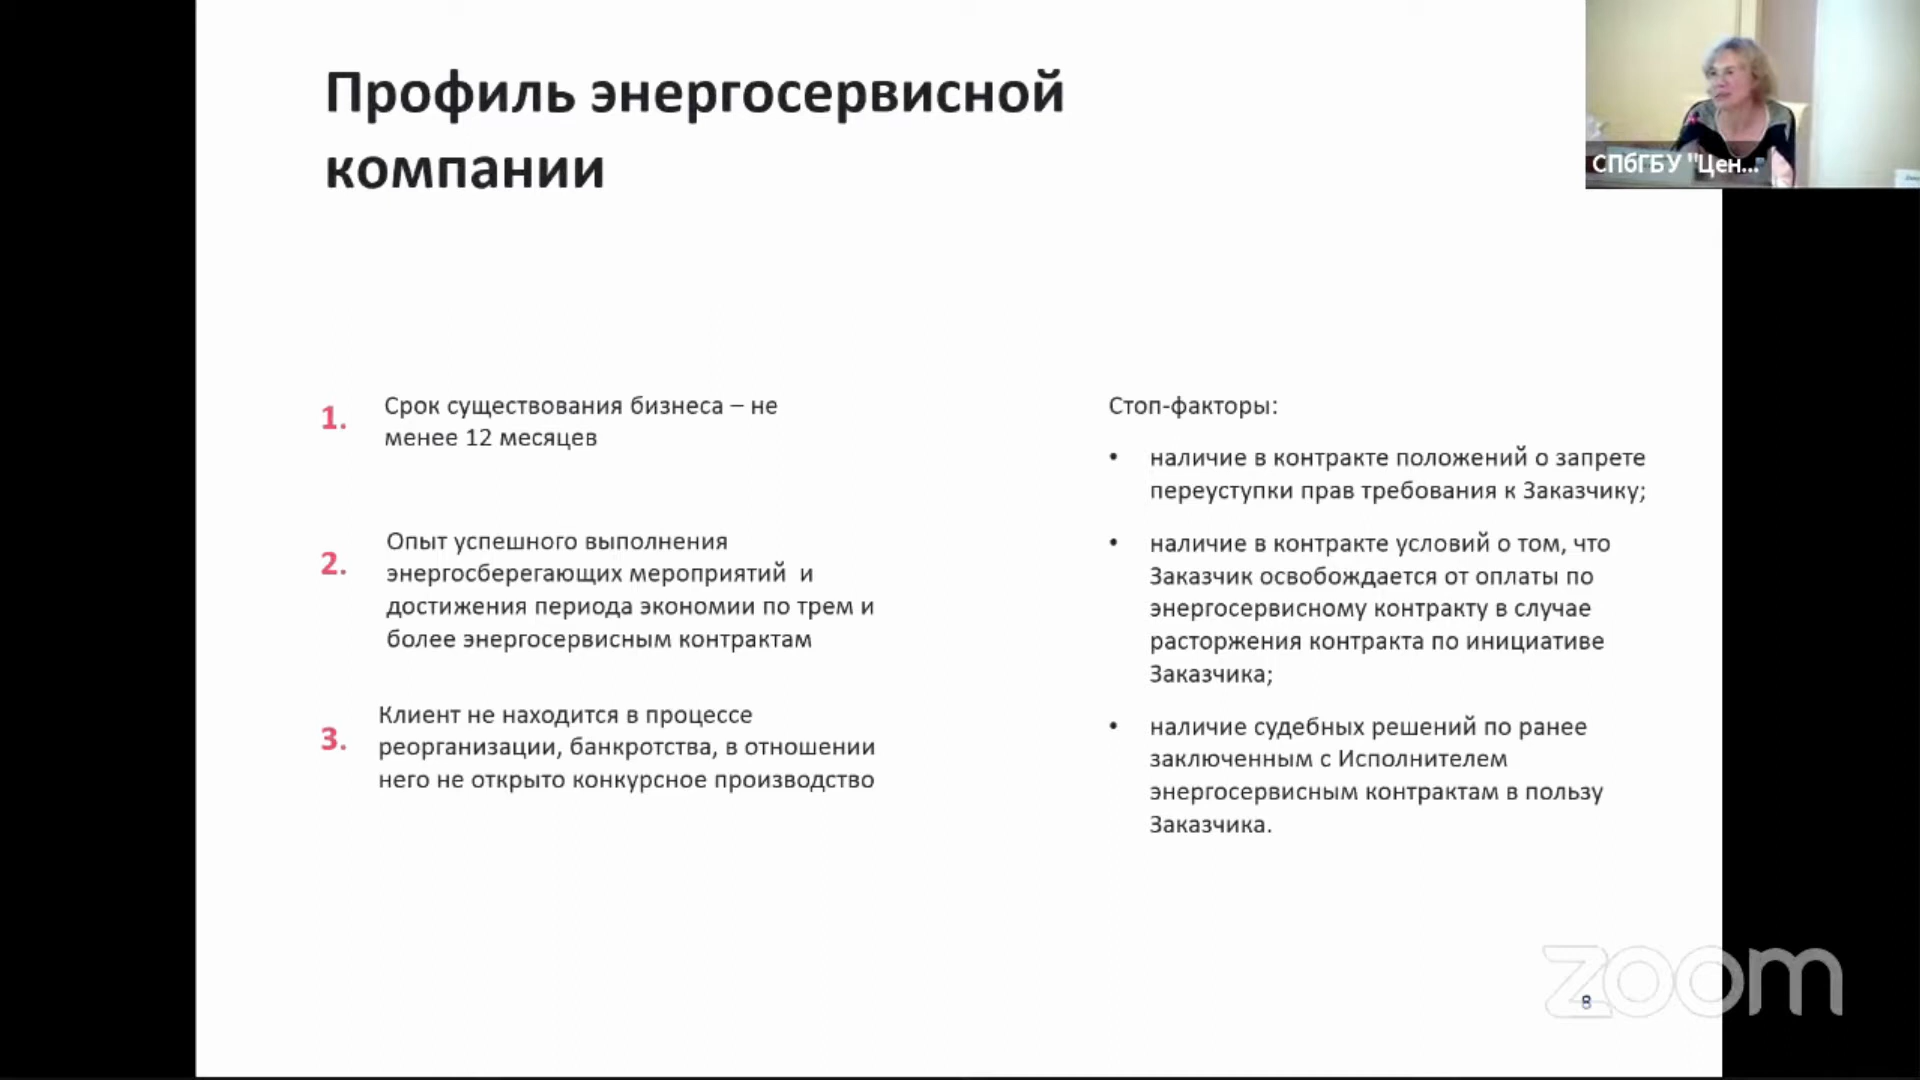 Профиль энергосервисной
компании
СПбГБУ "Цен...
1.
Срок существования бизнеса – не
менее 12 месяцев
2.
Опыт успешного выполнения
энергосберегающих мероприятий  и
достижения периода экономии по трем и
более энергосервисным контрактам
3.
Клиент не находится в процессе
реорганизации, банкротства, в отношении
него не открыто конкурсное производство
Стоп-факторы:
• наличие в контракте положений о запрете
переуступки прав требования к Заказчику;
• наличие в контракте условий о том, что
Заказчик освобождается от оплаты по
энергосервисному контракту в случае
расторжения контракта по инициативе
Заказчика;
• наличие судебных решений по ранее
заключенным с Исполнителем
энергосервисным контрактам в пользу
Заказчика.
zoom
8